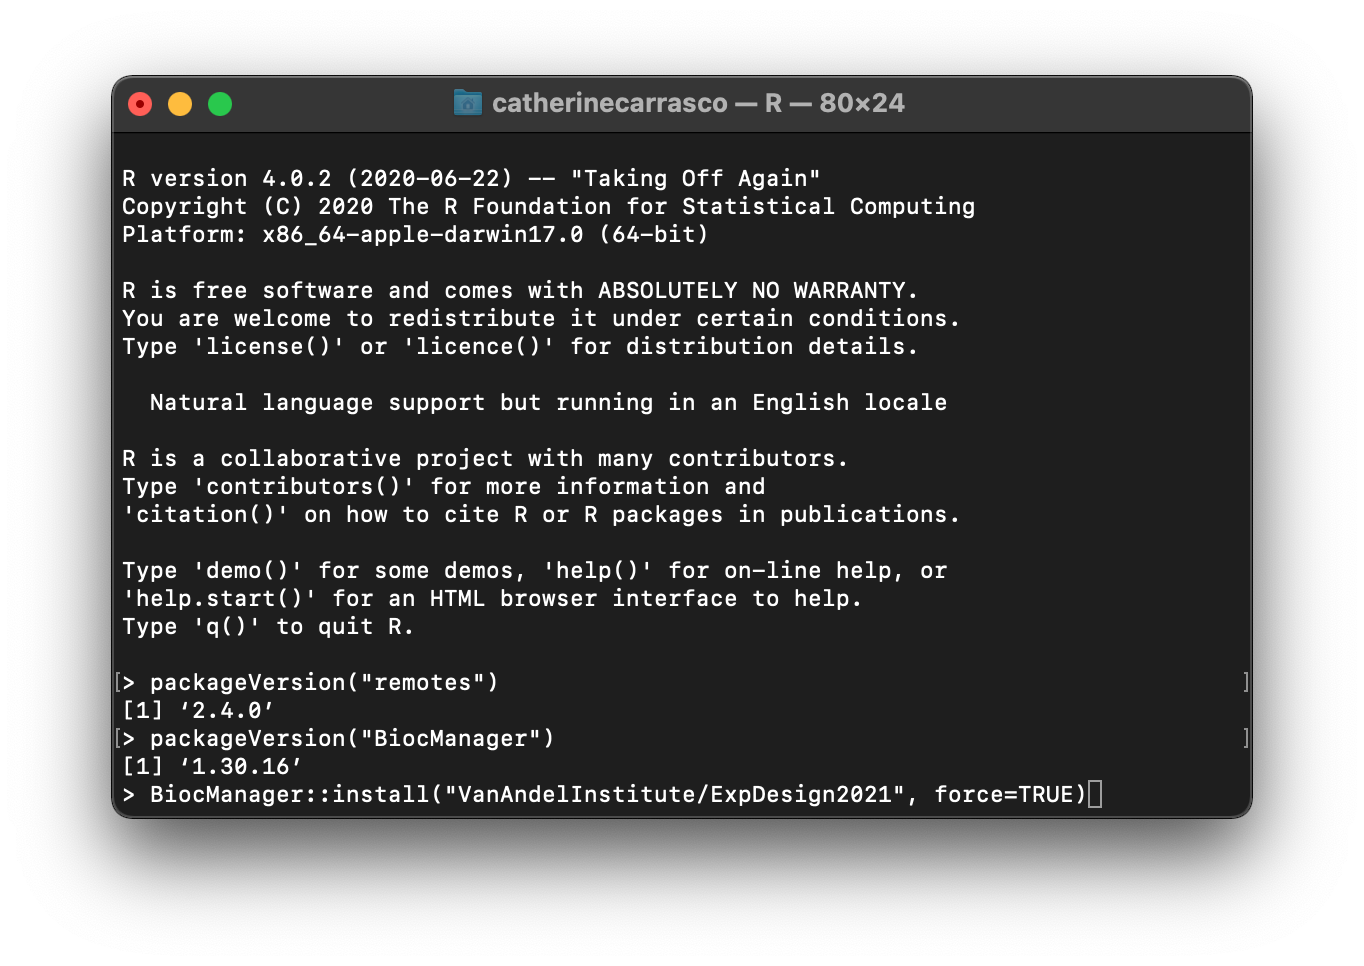 catherinecarrasco — R — 80×24
R version 4.0.2 (2020-06-22) -- "Taking Off Again"
Copyright (C) 2020 The R Foundation for Statistical Computing
Platform: x86_64-apple-darwin17.0 (64-bit)
R is free software and comes with ABSOLUTELY NO WARRANTY.
You are welcome to redistribute it under certain conditions.
Type 'license()' or 'licence()' for distribution details.
  Natural language support but running in an English locale
R is a collaborative project with many contributors.
Type 'contributors()' for more information and
'citation()' on how to cite R or R packages in publications.
Type 'demo()' for some demos, 'help()' for on-line help, or
'help.start()' for an HTML browser interface to help.
Type 'q()' to quit R.
[> packageVersion("remotes") ]
[1] ‘2.4.0’
[> packageVersion("BiocManager") ]
[1] ‘1.30.16’
> BiocManager::install("VanAndelInstitute/ExpDesign2021", force=TRUE)